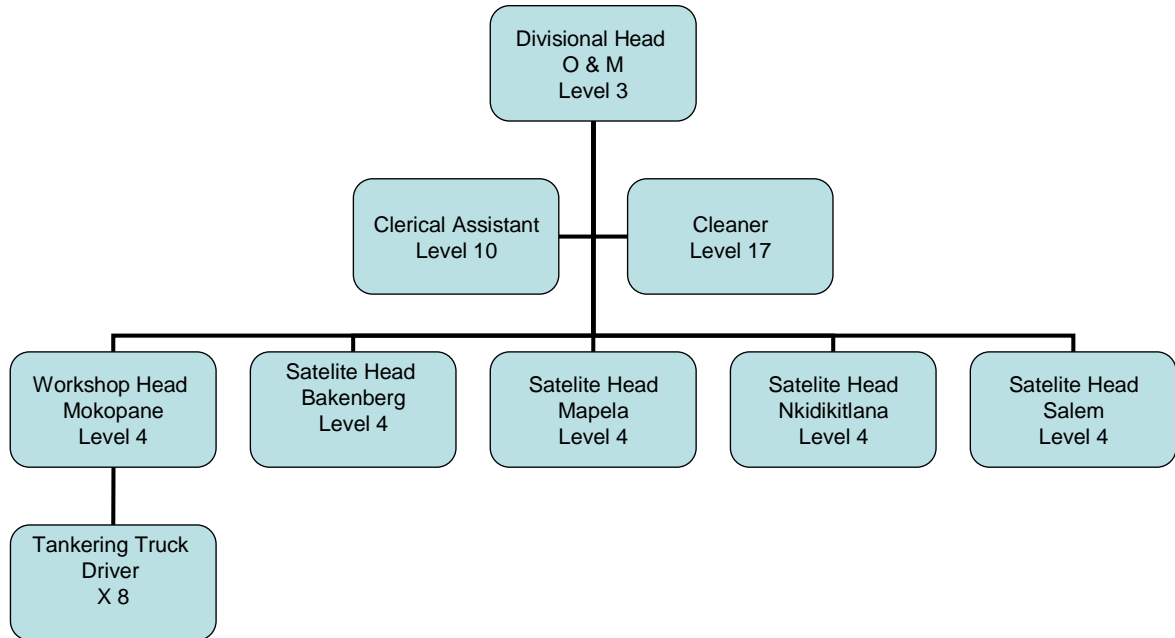 Divisional Head
O & M
Level 3
Clerical Assistant
Level 10
Cleaner
Level 17
Workshop Head
Mokopane
Level 4
Satelite Head
Bakenberg
Level 4
Satelite Head
Mapela
Level 4
Satelite Head
Nkidikitlana
Level 4
Satelite Head
Salem
Level 4
Tankering Truck
Driver
X 8